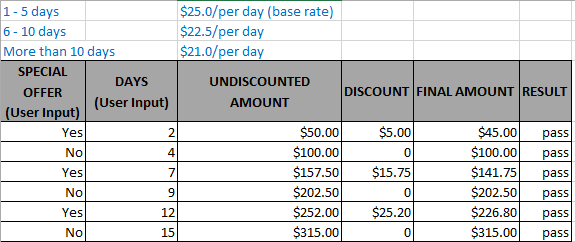 1 - 5 days $25.0/per day (base rate)
6 - 10 days $22.5/per day
More than 10 days $21.0/per day
SPECIAL OFFER (User Input) DAYS (User Input) UNDISCOUNTED AMOUNT DISCOUNT FINAL AMOUNT RESULT
Yes 2 $50.00 $5.00 $45.00 pass
No 4 $100.00 0 $100.00 pass
Yes 7 $157.50 $15.75 $141.75 pass
No 9 $202.50 0 $202.50 pass
Yes 12 $252.00 $25.20 $226.80 pass
No 15 $315.00 0 $315.00 pass